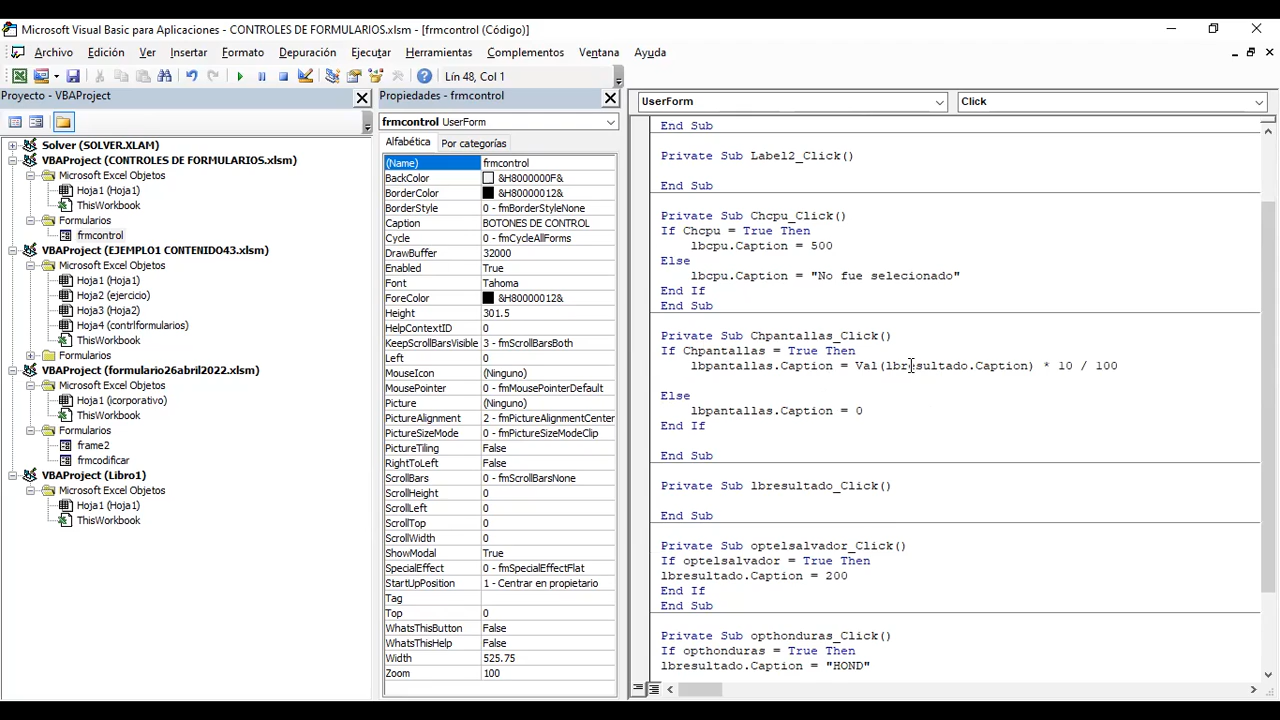 Microsoft Visual Basic para Aplicaciones - CONTROLES DE FORMULARIOS.xlsm - [frmcontrol (Código)]
Archivo Edición Ver Insertar Formato Depuración Ejecutar Herramientas Complementos Ventana Ayuda
Lín 48, Col 1
Proyecto - VBAProject
Solver (SOLVER.XLAM)
VBAProject (CONTROLES DE FORMULARIOS.xlsm)
Microsoft Excel Objetos
Hoja1 (Hoja1)
ThisWorkbook
Formularios
frmcontrol
VBAProject (EJEMPLO1 CONTENIDO43.xlsm)
Microsoft Excel Objetos
Hoja1 (Hoja1)
Hoja2 (ejercicio)
Hoja3 (Hoja2)
Hoja4 (contrlformularios)
ThisWorkbook
Formularios
VBAProject (formulario26abril2022.xlsm)
Microsoft Excel Objetos
Hoja1 (icorporativo)
ThisWorkbook
Formularios
frame2
frmcodificar
VBAProject (Libro1)
Microsoft Excel Objetos
Hoja1 (Hoja1)
ThisWorkbook
Propiedades - frmcontrol
frmcontrol UserForm
Alfabética Por categorías
(Name) frmcontrol
BackColor &H8000000F&
BorderColor &H80000012&
BorderStyle 0 - fmBorderStyleNone
Caption BOTONES DE CONTROL
Cycle 0 - fmCycleAllForms
DrawBuffer 32000
Enabled True
Font Tahoma
ForeColor &H80000012&
Height 301.5
HelpContextID 0
KeepScrollBarsVisible 3 - fmScrollBarsBoth
Left 0
MouseIcon (Ninguno)
MousePointer 0 - fmMousePointerDefault
Picture (Ninguno)
PictureAlignment 2 - fmPictureAlignmentCenter
PictureSizeMode 0 - fmPictureSizeModeClip
PictureTiling False
RightToLeft False
ScrollBars 0 - fmScrollBarsNone
ScrollHeight 0
ScrollLeft 0
ScrollTop 0
ScrollWidth 0
ShowModal True
SpecialEffect 0 - fmSpecialEffectFlat
StartUpPosition 1 - Centrar en propietario
Tag
Top 0
WhatsThisButton False
WhatsThisHelp False
Width 525.75
Zoom 100
UserForm Click
End Sub
Private Sub Label2_Click()
End Sub
Private Sub Chcpu_Click()
If Chcpu = True Then
lbcpu.Caption = 500
Else
lbcpu.Caption = "No fue selecionado"
End If
End Sub
Private Sub Chpantallas_Click()
If Chpantallas = True Then
lbpantallas.Caption = Val(lbresultado.Caption) * 10 / 100
Else
lbpantallas.Caption = 0
End If
End Sub
Private Sub lbresultado_Click()
End Sub
Private Sub optelsalvador_Click()
If optelsalvador = True Then
lbresultado.Caption = 200
End If
End Sub
Private Sub opthonduras_Click()
If opthonduras = True Then
lbresultado.Caption = "HOND"